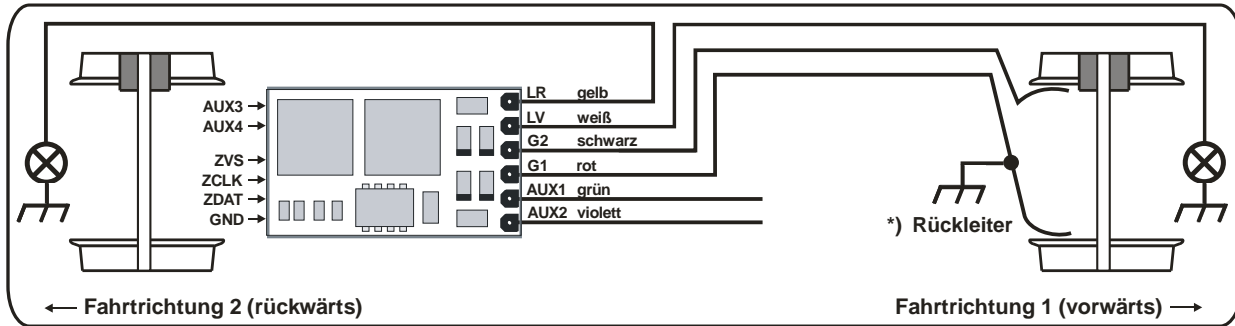 AUX3
AUX4
ZVS
ZCLK
ZDAT
GND
LR gelb
LV weiß
G2 schwarz
G1 rot
AUX1 grün
AUX2 violett
*) Rückleiter
Fahrtrichtung 2 (rückwärts)
Fahrtrichtung 1 (vorwärts)